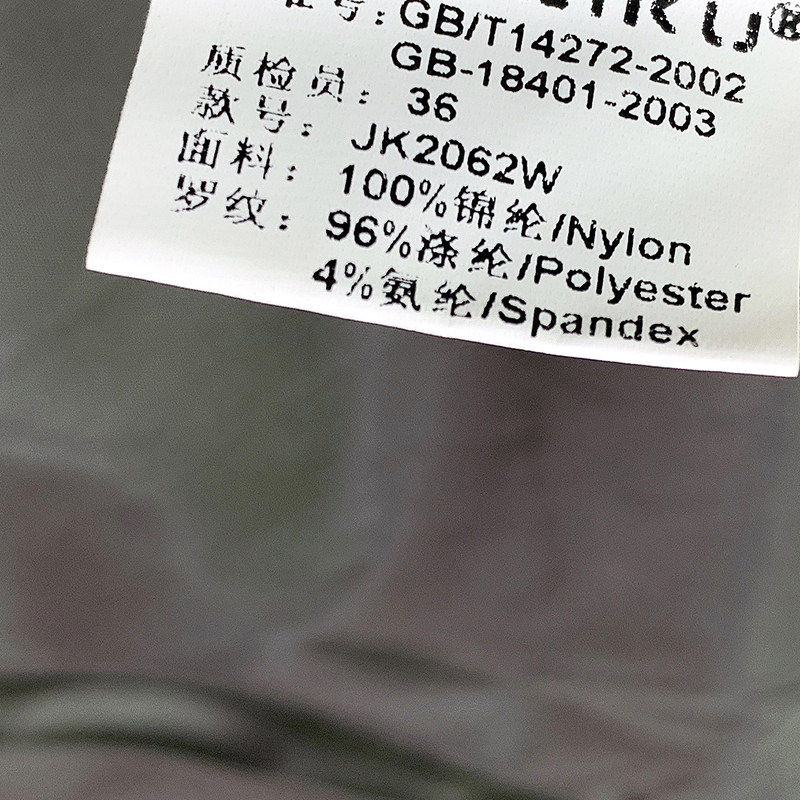 号:GB/T14272-2002
GB-18401-2003
质检员: 36
款号: JK2062W
面料: 100%锦纶/Nylon
罗纹: 96%涤纶/Polyester
4%氨纶/Spandex